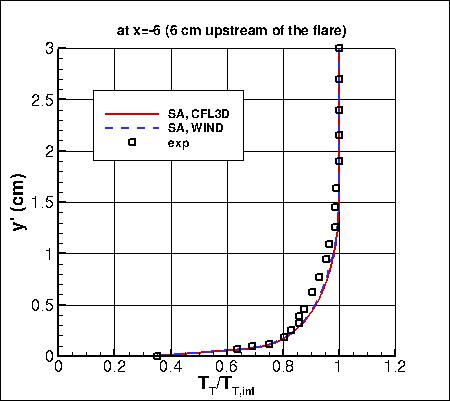 at x=-6 (6 cm upstream of the flare)
3
2.5
2
1.5
1
0.5
0
y' (cm)
SA, CFL3D
SA, WIND
exp
0 0.2 0.4 0.6 0.8 1 1.2
T_T/T_T,inf